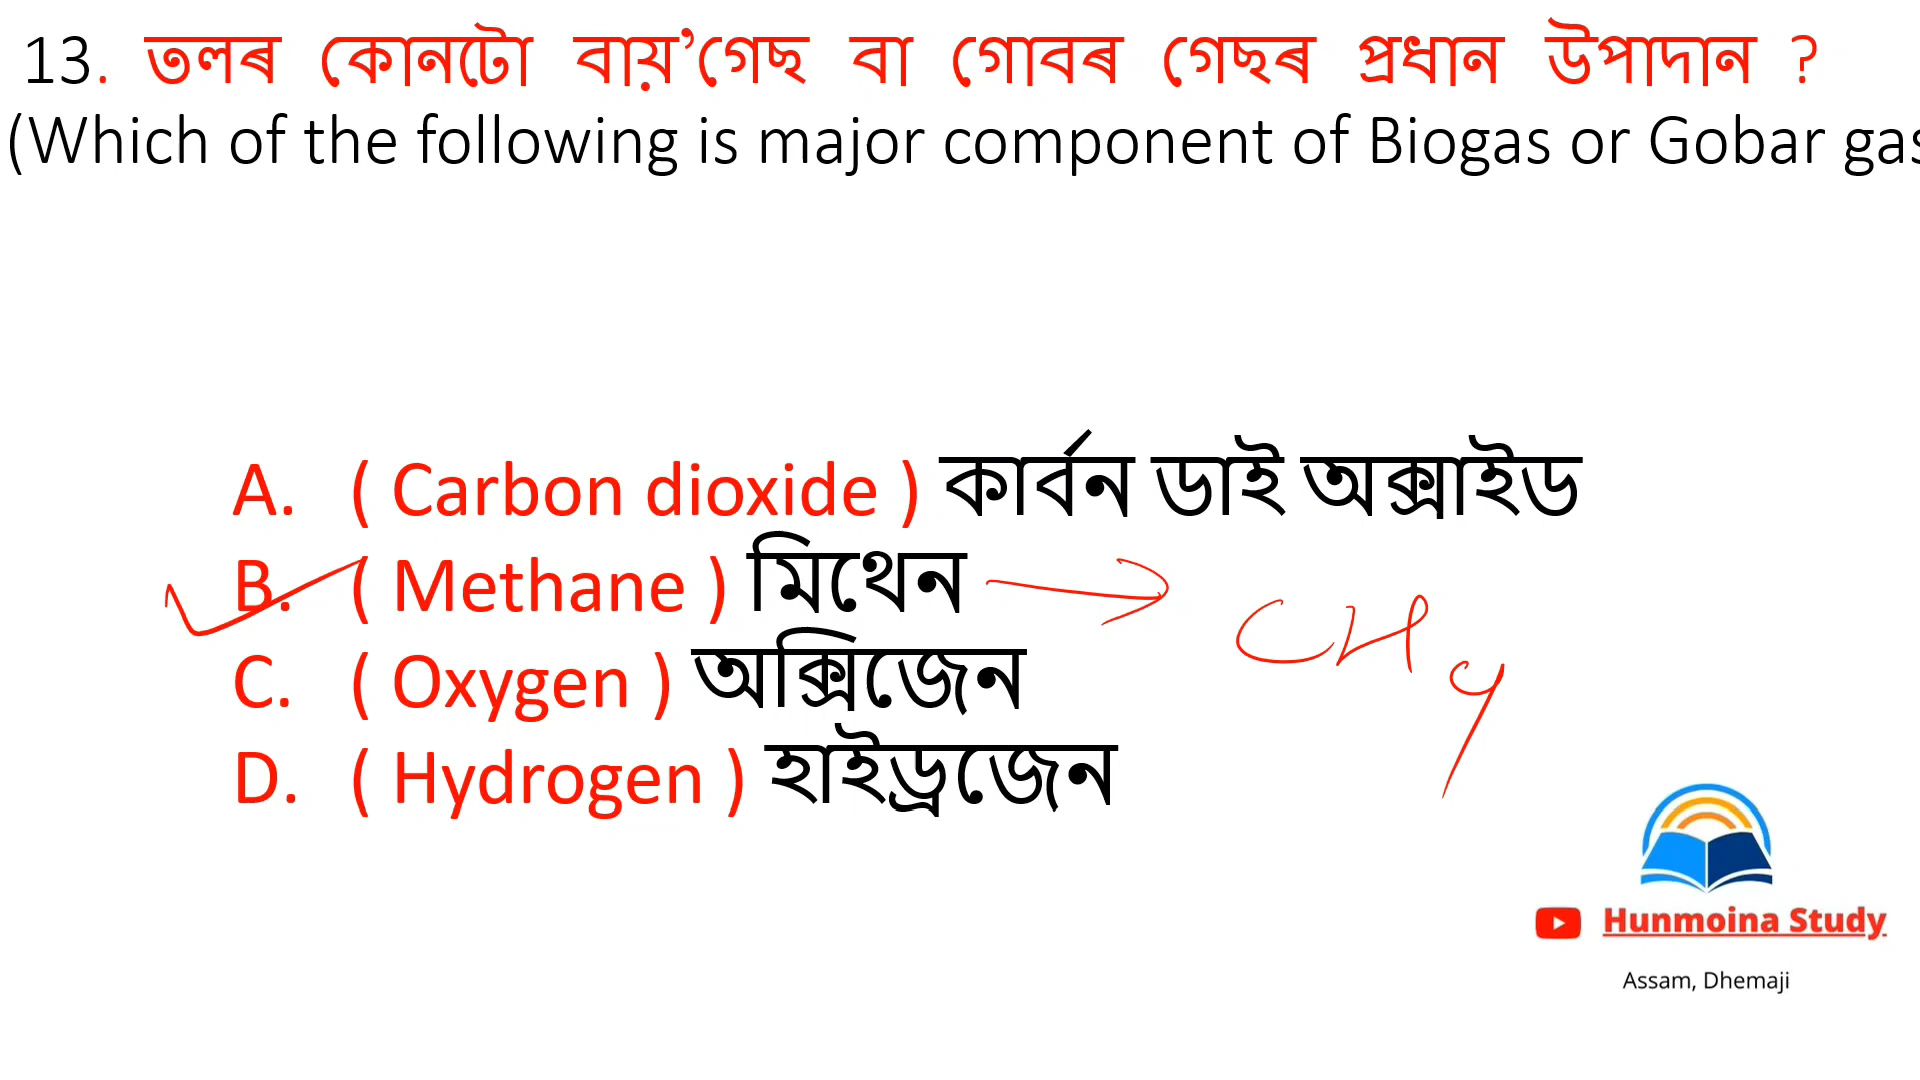 13. তলৰ কোনটো বায়’গেছ বা গোবৰ গেছৰ প্ৰধান উপাদান ?
(Which of the following is major component of Biogas or Gobar gas
A. ( Carbon dioxide ) কাৰ্বন ডাই অক্সাইড
B. ( Methane ) মিথেন
CH4
C. ( Oxygen ) অক্সিজেন
D. ( Hydrogen ) হাইড্ৰজেন
Hunmoina Study
Assam, Dhemaji